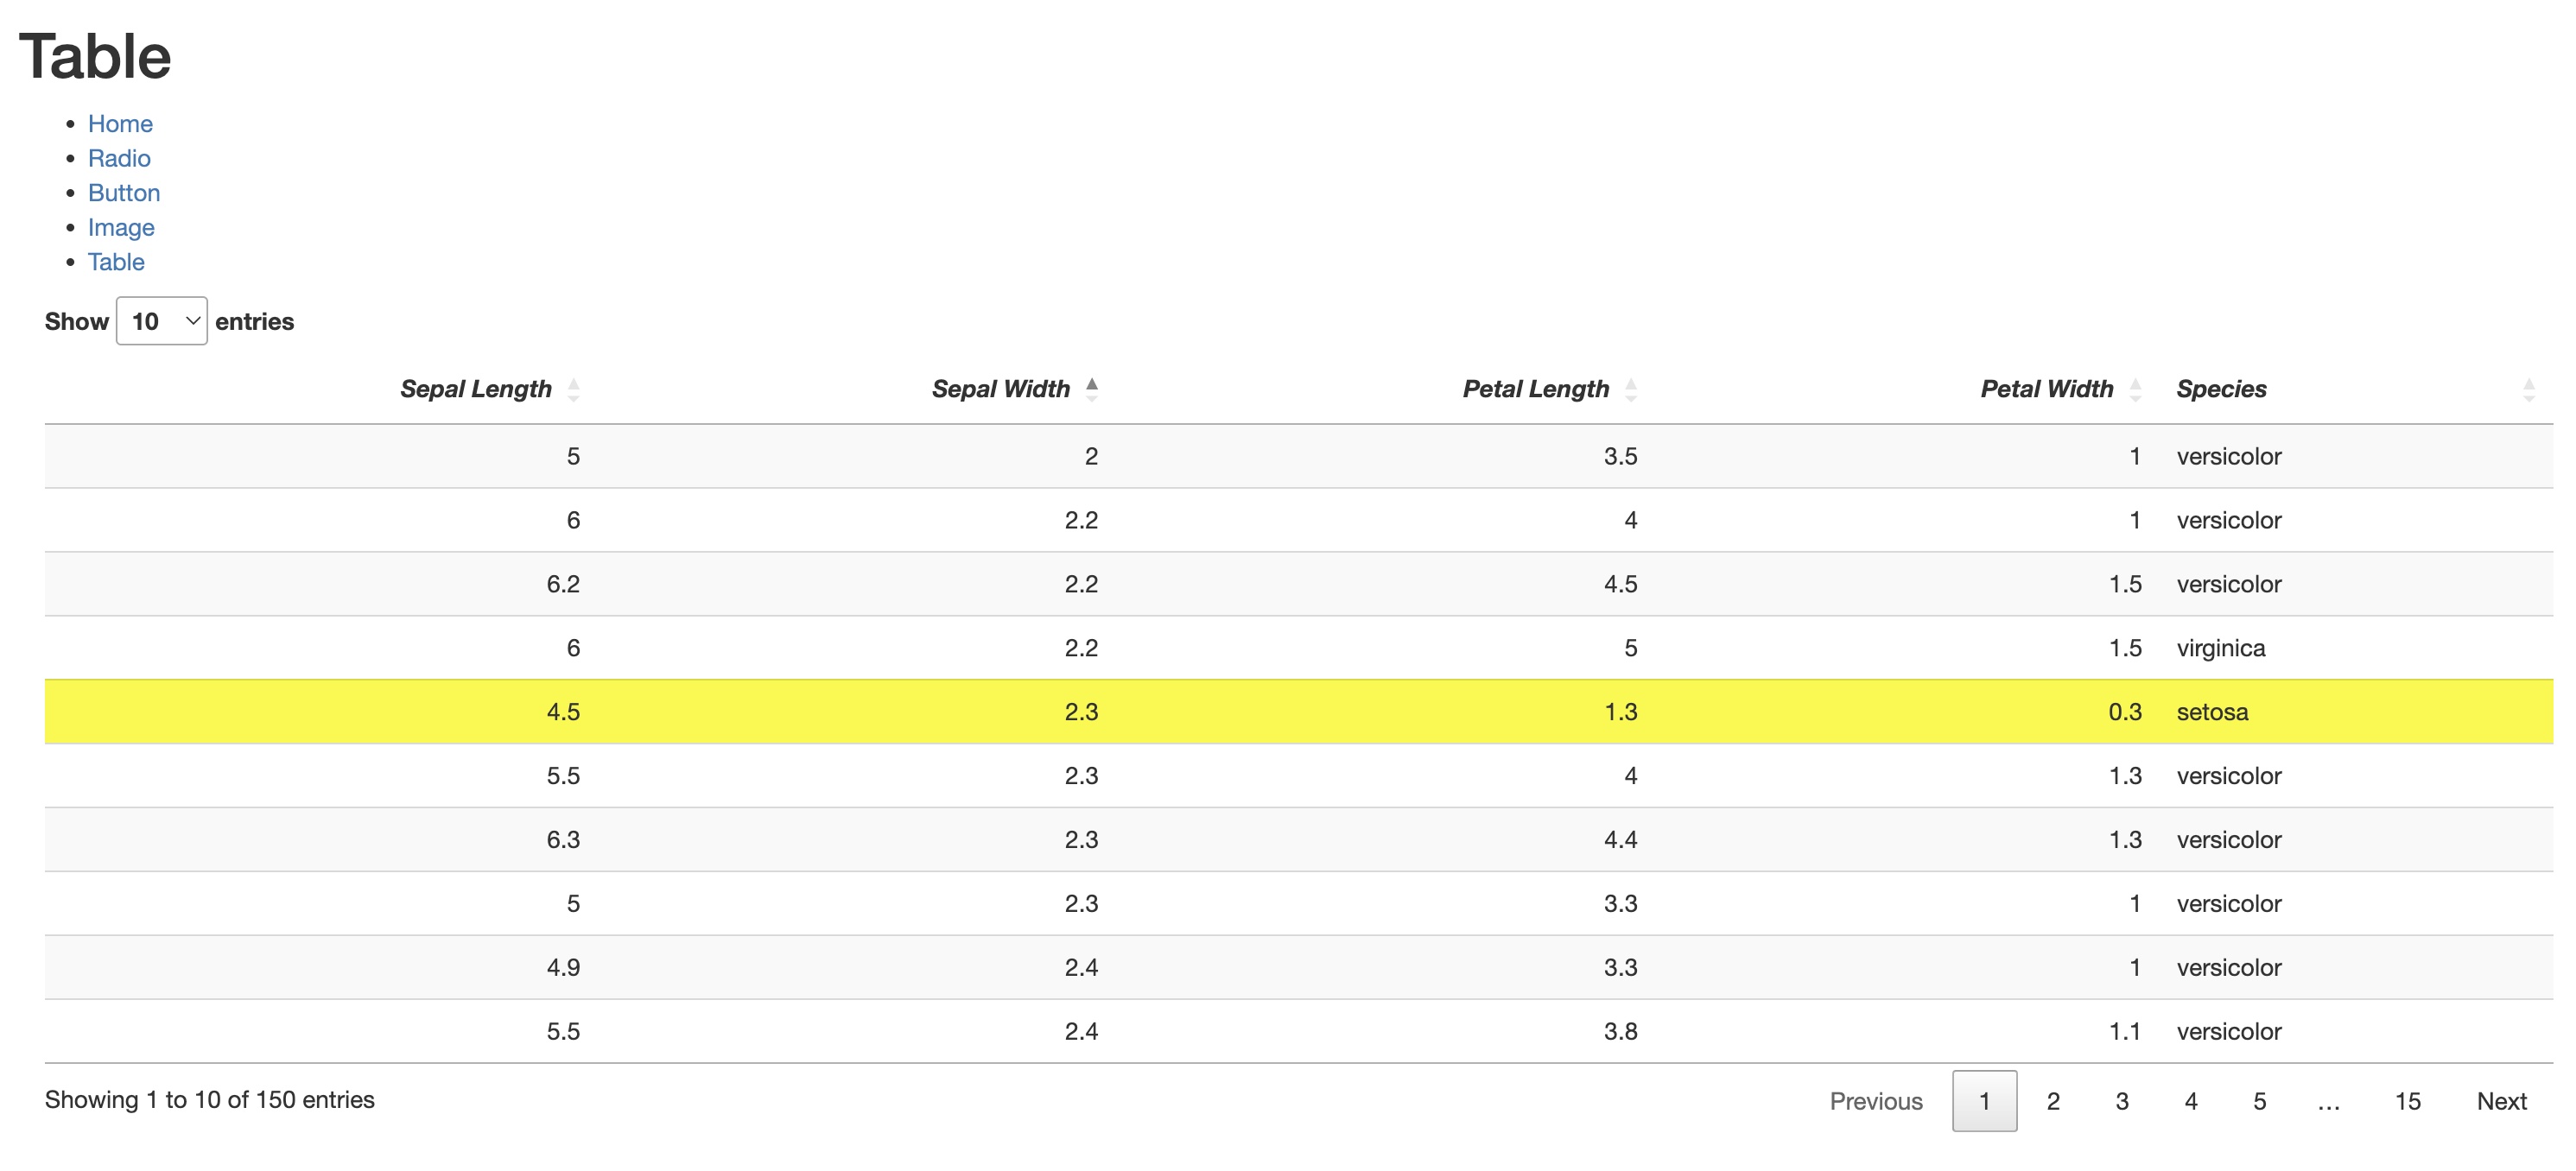 Table
Home
Radio
Button
Image
Table
Show 10 entries
Sepal Length Sepal Width Petal Length Petal Width Species
5 2 3.5 1 versicolor
6 2.2 4 1 versicolor
6.2 2.2 4.5 1.5 versicolor
6 2.2 5 1.5 virginica
4.5 2.3 1.3 0.3 setosa
5.5 2.3 4 1.3 versicolor
6.3 2.3 4.4 1.3 versicolor
5 2.3 3.3 1 versicolor
4.9 2.4 3.3 1 versicolor
5.5 2.4 3.8 1.1 versicolor
Showing 1 to 10 of 150 entries Previous 1 2 3 4 5 … 15 Next